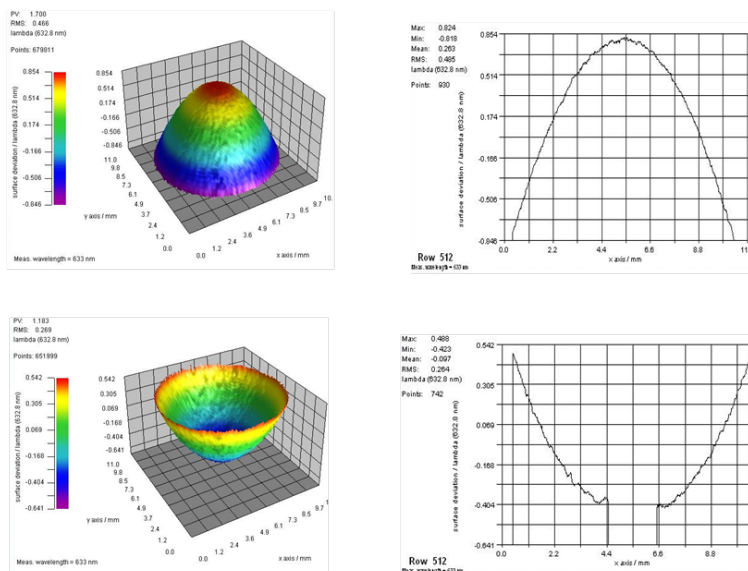 PV: 1.700
RMS: 0.466
lambda (632.8 nm)
Points: 679811
surface deviation / lambda (632.8 nm)
0.854
0.514
0.174
-0.166
-0.506
-0.846
0.854
0.514
0.174
-0.166
-0.506
-0.846
11.0
9.8
8.5
7.3
6.1
4.9
3.7
2.4
1.2
0.0
y axis / mm
0.0
1.2
2.4
3.6
4.9
6.1
7.3
8.5
9.7
10.
x axis / mm
Meas. wavelength = 633 nm
Max: 0.824
Min: -0.818
Mean: 0.263
RMS: 0.485
lambda (632.8 nm)
Points: 930
surface deviation / lambda (632.8 nm)
0.854
0.514
0.174
-0.166
-0.506
-0.846
0.0
2.2
4.4
6.6
8.8
11.
x axis / mm
Row 512
Meas. wavelength = 633 nm
PV: 1.183
RMS: 0.269
lambda (632.8 nm)
Points: 651899
surface deviation / lambda (632.8 nm)
0.542
0.305
0.069
-0.168
-0.404
-0.641
0.542
0.305
0.069
-0.168
-0.404
-0.641
11.0
9.8
8.5
7.3
6.1
4.9
3.7
2.4
1.2
0.0
y axis / mm
0.0
1.2
2.4
3.6
4.9
6.1
7.3
8.5
9.7
x axis / mm
Meas. wavelength = 633 nm
Max: 0.488
Min: -0.423
Mean: -0.097
RMS: 0.264
lambda (632.8 nm)
Points: 742
surface deviation / lambda (632.8 nm)
0.542
0.305
0.069
-0.168
-0.404
-0.641
0.0
2.2
4.4
6.6
8.8
x axis / mm
Row 512
Meas. wavelength = 633 nm